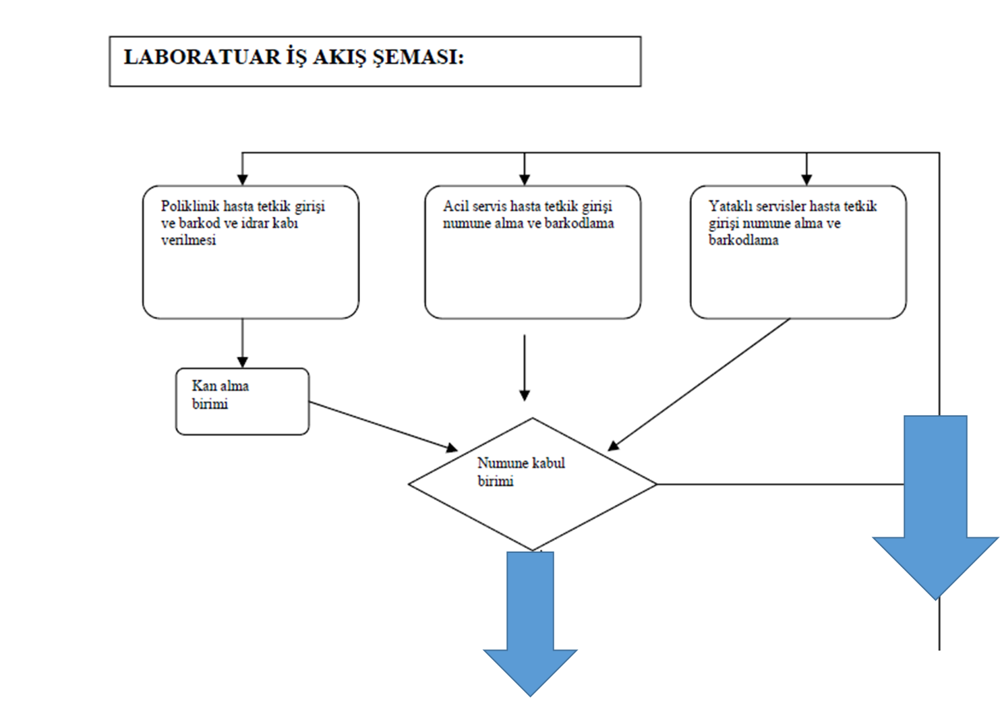 LABORATUAR İŞ AKIŞ ŞEMASI:
Poliklinik hasta tetkik girişi
ve barkod ve idrar kabı
verilmesi
Acil servis hasta tetkik girişi
numune alma ve barkodlama
Yataklı servisler hasta tetkik
girişi numune alma ve
barkodlama
Kan alma
birimi
Numune kabul
birimi